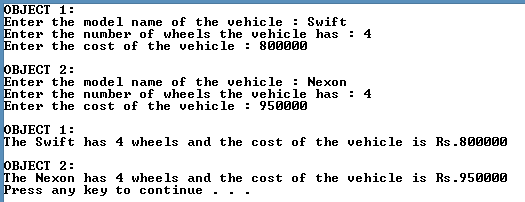 OBJECT 1:
Enter the model name of the vehicle : Swift
Enter the number of wheels the vehicle has : 4
Enter the cost of the vehicle : 800000
OBJECT 2:
Enter the model name of the vehicle : Nexon
Enter the number of wheels the vehicle has : 4
Enter the cost of the vehicle : 950000
OBJECT 1:
The Swift has 4 wheels and the cost of the vehicle is Rs.800000
OBJECT 2:
The Nexon has 4 wheels and the cost of the vehicle is Rs.950000
Press any key to continue . . .